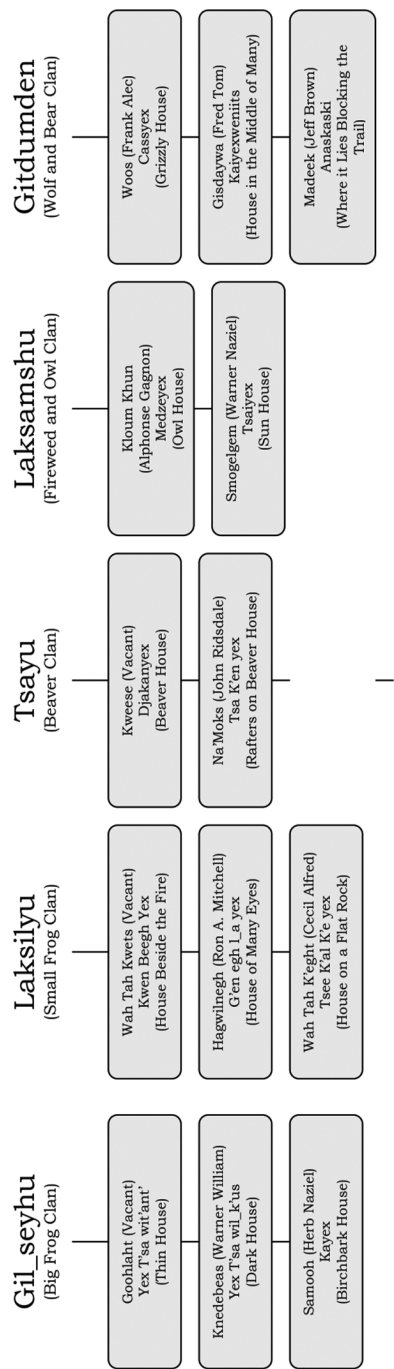 Gil_seyhu
(Big Frog Clan)
Goohlaht (Vacant)
Yex T'sa wit'ant'
(Thin House)
Knedebeas (Warner William)
Yex T'sa wil_k'us
(Dark House)
Samooh (Herb Naziel)
Kayex
(Birchbark House)
Laksilyu
(Small Frog Clan)
Wah Tah Kwets (Vacant)
Kwen Beegh Yex
(House Beside the Fire)
Hagwilnegh (Ron A. Mitchell)
G'en egh l_a yex
(House of Many Eyes)
Wah Tah K'eght (Cecil Alfred)
Tsee K'al K'e yex
(House on a Flat Rock)
Tsayu
(Beaver Clan)
Kweese (Vacant)
Djakanyex
(Beaver House)
Na'Moks (John Ridsdale)
Tsa K'en yex
(Rafters on Beaver House)
Laksamshu
(Fireweed and Owl Clan)
Kloum Khun
(Alphonse Gagnon)
Medzeyex
(Owl House)
Smogelgem (Warner Naziel)
Tsaiyex
(Sun House)
Gitdumden
(Wolf and Bear Clan)
Woos (Frank Alec)
Cassyex
(Grizzly House)
Gisdaywa (Fred Tom)
Kaiyexweniits
(House in the Middle of Many)
Madeek (Jeff Brown)
Anaskaski
(Where it Lies Blocking the
Trail)